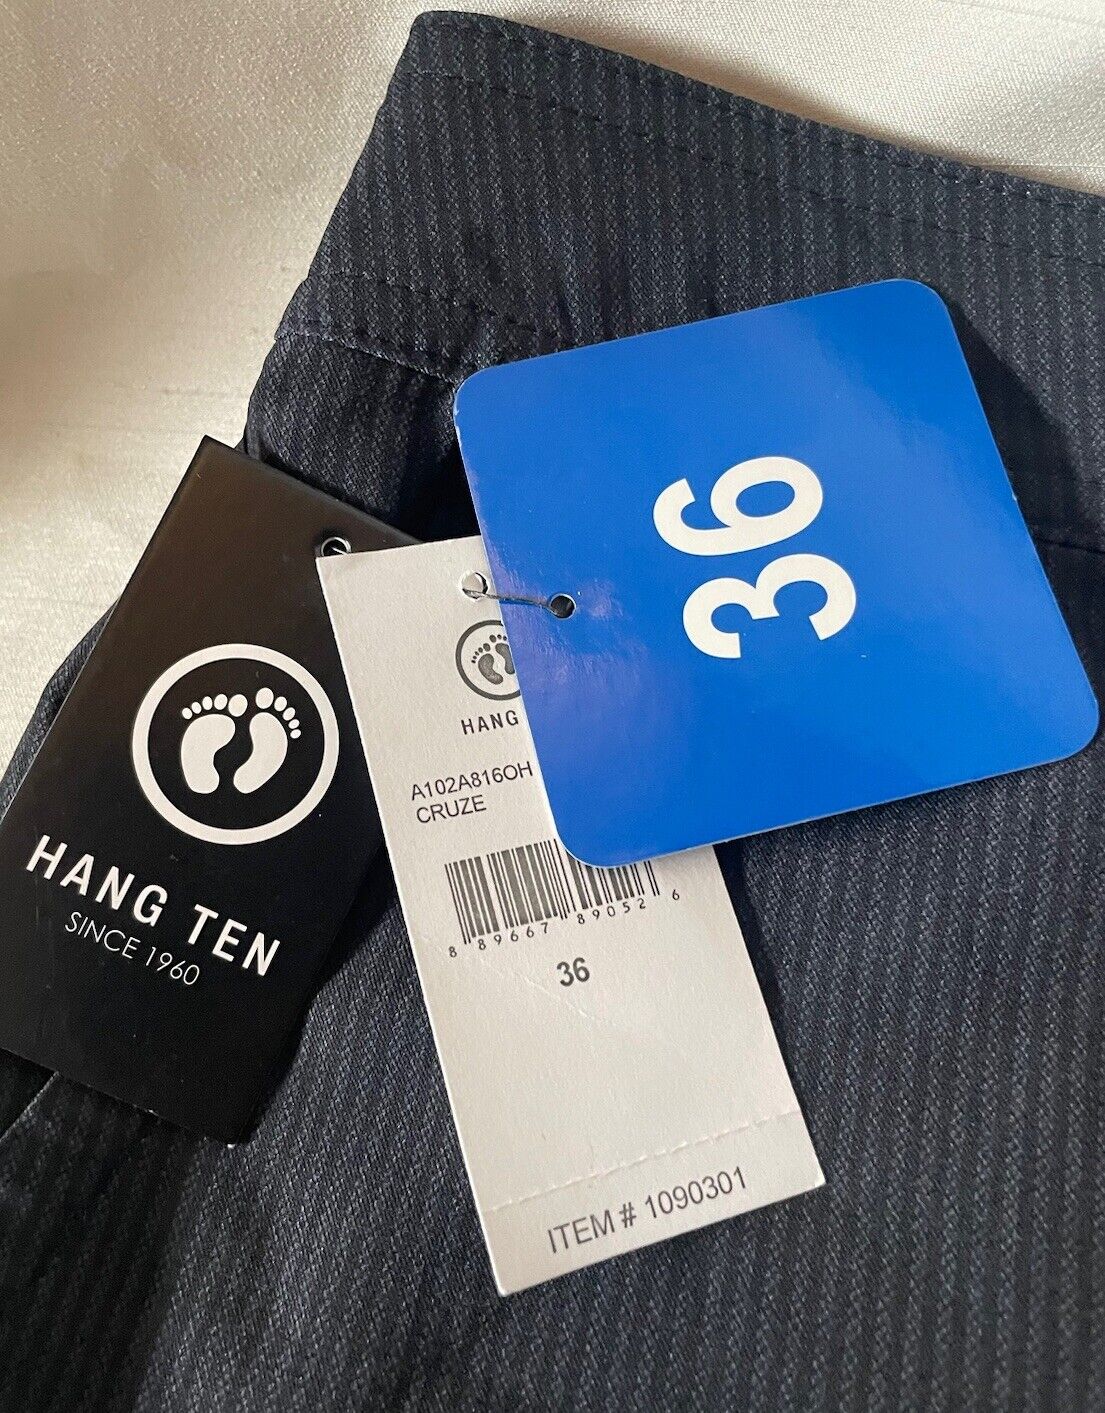 HANG TEN
SINCE 1960
HANG
A102A816OH
CRUZE
8 89667 89052 6
36
ITEM # 1090301
36